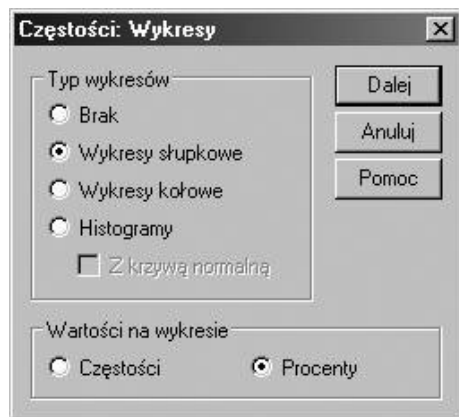 Częstości: Wykresy
Typ wykresów
Brak
Wykresy słupkowe
Wykresy kołowe
Histogramy
Z krzywą normalną
Dalej
Anuluj
Pomoc
Wartości na wykresie
Częstości
Procenty